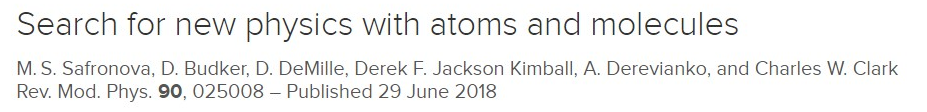 Search for new physics with atoms and molecules
M. S. Safronova, D. Budker, D. DeMille, Derek F. Jackson Kimball, A. Derevianko, and Charles W. Clark
Rev. Mod. Phys. 90, 025008 – Published 29 June 2018